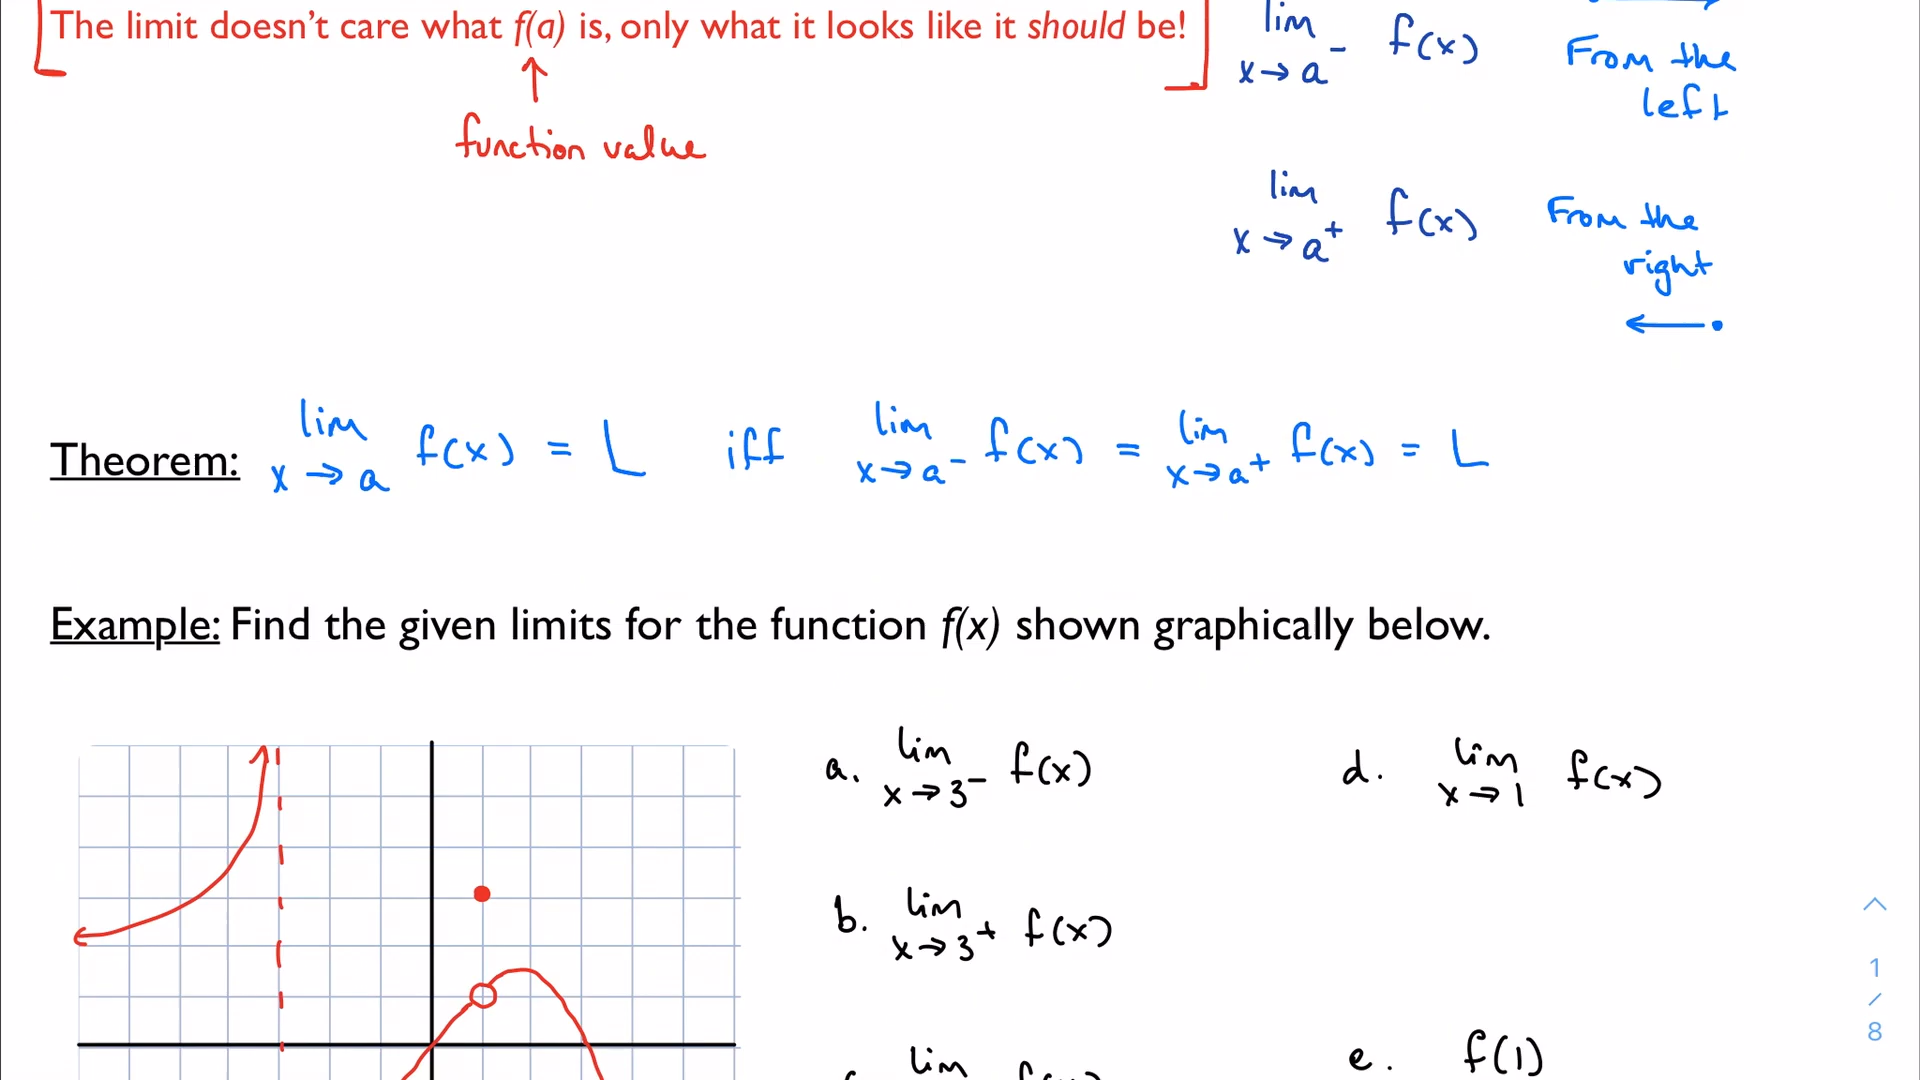 The limit doesn't care what f(a) is, only what it looks like it should be!
function value
lim
x→a⁻ f(x)
From the
left
lim
x→a⁺ f(x)
From the
right
Theorem: lim x→a f(x) = L iff lim x→a⁻ f(x) = lim x→a⁺ f(x) = L
Example: Find the given limits for the function f(x) shown graphically below.
a. lim x→3⁻ f(x)
d. lim x→1 f(x)
b. lim x→3⁺ f(x)
lim
e. f(1)
1
/
8